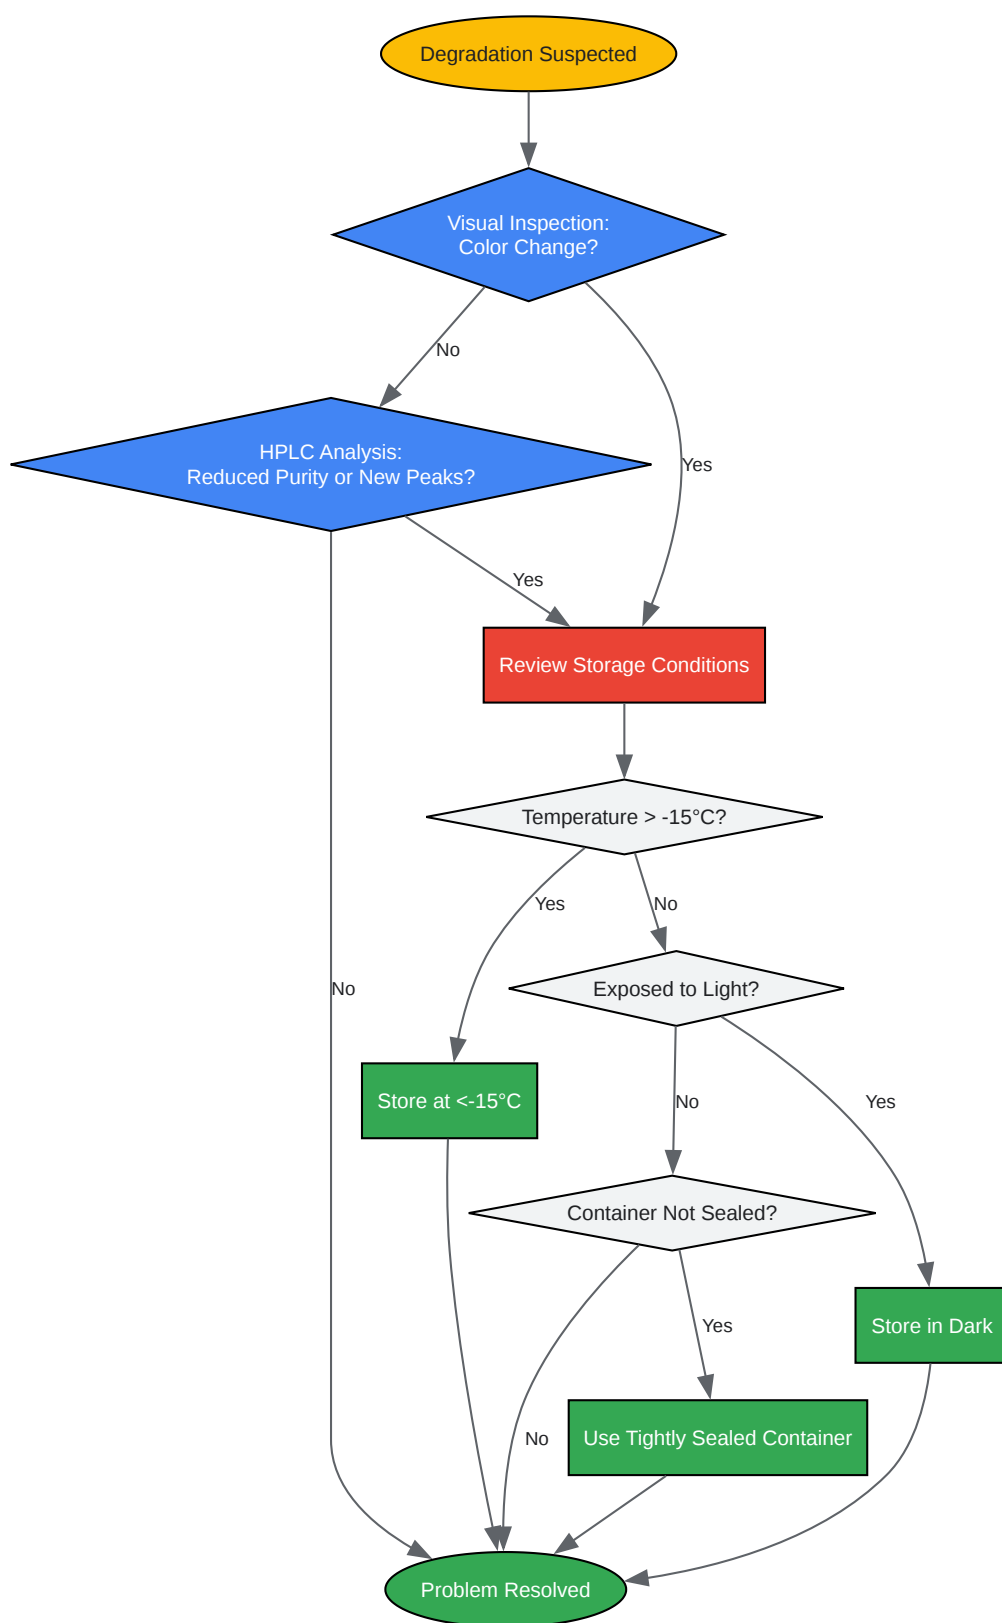 Degradation Suspected
Visual Inspection:
Color Change?
No
HPLC Analysis:
Reduced Purity or New Peaks?
Yes
Yes
Review Storage Conditions
Temperature > -15°C?
Yes
No
Exposed to Light?
No
Store at <-15°C
No
Yes
Container Not Sealed?
Yes
Store in Dark
No
Use Tightly Sealed Container
Problem Resolved